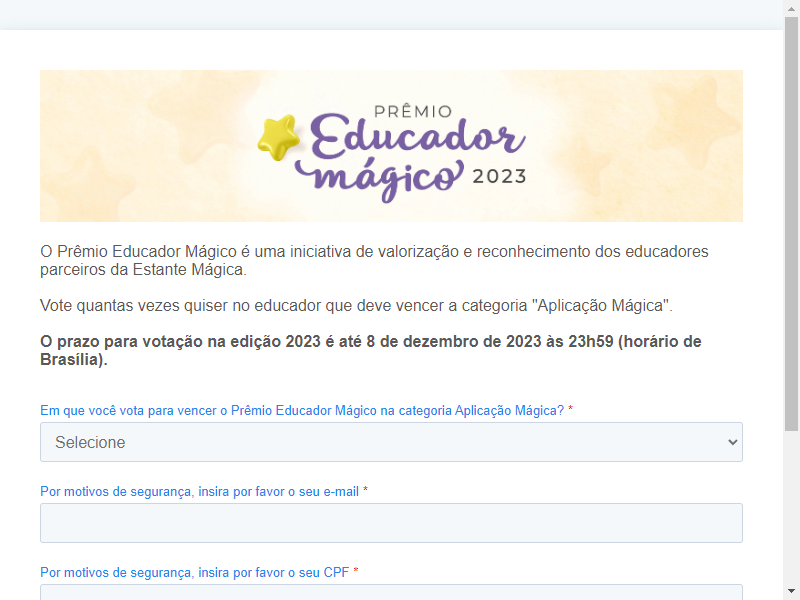 PRÊMIO
Educador
mágico 2023
O Prêmio Educador Mágico é uma iniciativa de valorização e reconhecimento dos educadores
parceiros da Estante Mágica.
Vote quantas vezes quiser no educador que deve vencer a categoria "Aplicação Mágica".
O prazo para votação na edição 2023 é até 8 de dezembro de 2023 às 23h59 (horário de
Brasília).
Em que você vota para vencer o Prêmio Educador Mágico na categoria Aplicação Mágica? *
Selecione
Por motivos de segurança, insira por favor o seu e-mail *
Por motivos de segurança, insira por favor o seu CPF *